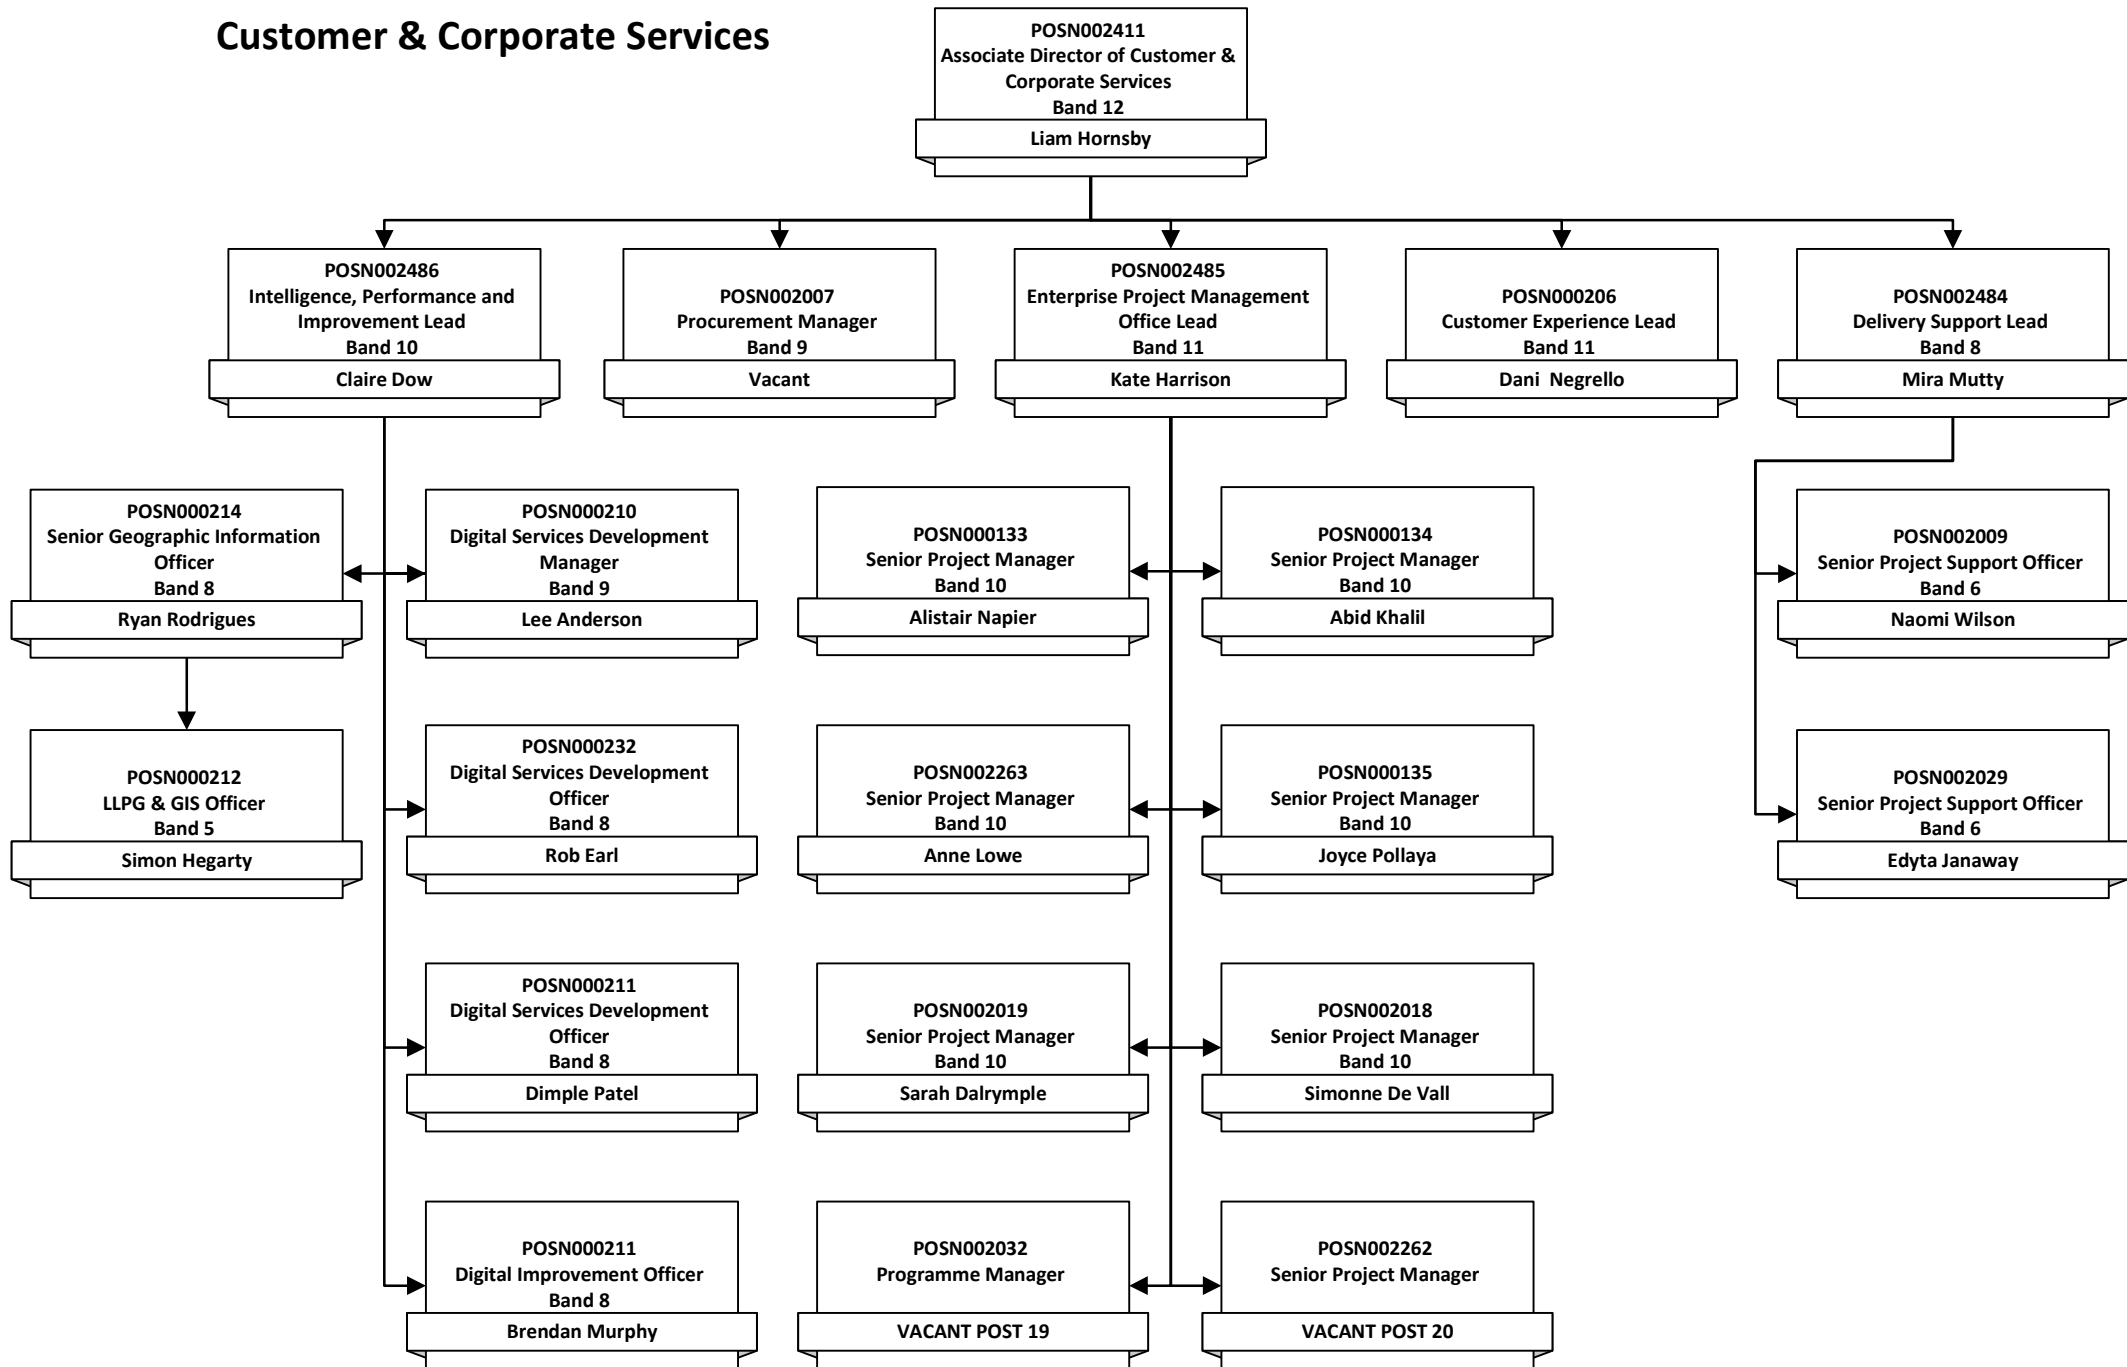 Customer & Corporate Services
POSN002411
Associate Director of Customer &
Corporate Services
Band 12
Liam Hornsby
POSN002486
Intelligence, Performance and
Improvement Lead
Band 10
Claire Dow
POSN002007
Procurement Manager
Band 9
Vacant
POSN002485
Enterprise Project Management
Office Lead
Band 11
Kate Harrison
POSN000206
Customer Experience Lead
Band 11
Dani  Negrello
POSN002484
Delivery Support Lead
Band 8
Mira Mutty
POSN000214
Senior Geographic Information
Officer
Band 8
Ryan Rodrigues
POSN000210
Digital Services Development
Manager
Band 9
Lee Anderson
POSN000133
Senior Project Manager
Band 10
Alistair Napier
POSN000134
Senior Project Manager
Band 10
Abid Khalil
POSN002009
Senior Project Support Officer
Band 6
Naomi Wilson
POSN000212
LLPG & GIS Officer
Band 5
Simon Hegarty
POSN000232
Digital Services Development
Officer
Band 8
Rob Earl
POSN002263
Senior Project Manager
Band 10
Anne Lowe
POSN000135
Senior Project Manager
Band 10
Joyce Pollaya
POSN002029
Senior Project Support Officer
Band 6
Edyta Janaway
POSN000211
Digital Services Development
Officer
Band 8
Dimple Patel
POSN002019
Senior Project Manager
Band 10
Sarah Dalrymple
POSN002018
Senior Project Manager
Band 10
Simonne De Vall
POSN000211
Digital Improvement Officer
Band 8
Brendan Murphy
POSN002032
Programme Manager
VACANT POST 19
POSN002262
Senior Project Manager
VACANT POST 20